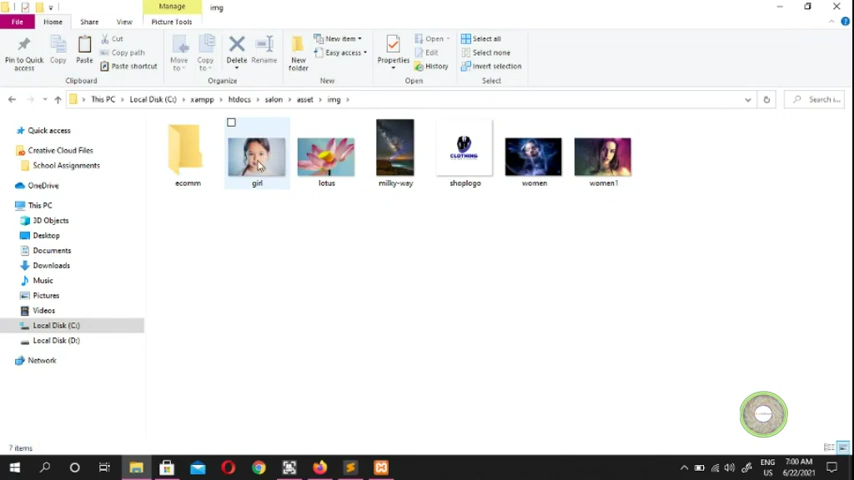 Manage
img
File
Home
Share
View
Picture Tools
Pin to Quick access
Copy
Paste
Cut
Copy path
Paste shortcut
Clipboard
Move to
Copy to
Delete
Rename
Organize
New folder
New item
Easy access
New
Properties
Open
Edit
History
Open
Select all
Select none
Invert selection
Select
This PC
Local Disk (C:)
xampp
htdocs
salon
asset
img
Search i...
Quick access
Creative Cloud Files
School Assignments
OneDrive
This PC
3D Objects
Desktop
Documents
Downloads
Music
Pictures
Videos
Local Disk (C:)
Local Disk (D:)
Network
CLOTHING
ecomm
girl
lotus
milky-way
shoplogo
women
women1
7 items
ENG
US
7:00 AM
6/22/2021